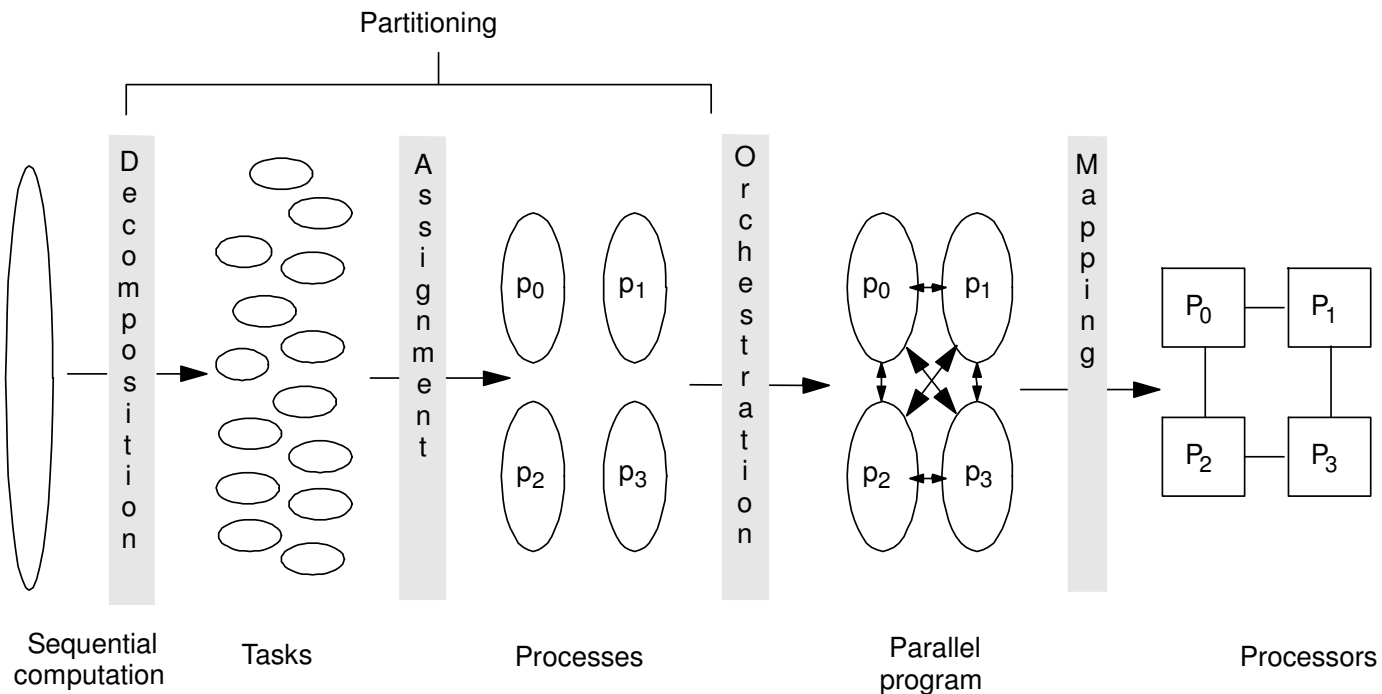 Partitioning
Decomposition
Assignment
Orchestration
Mapping
p0
p1
p2
p3
p0
p1
p2
p3
P0
P1
P2
P3
Sequential
computation
Tasks
Processes
Parallel
program
Processors